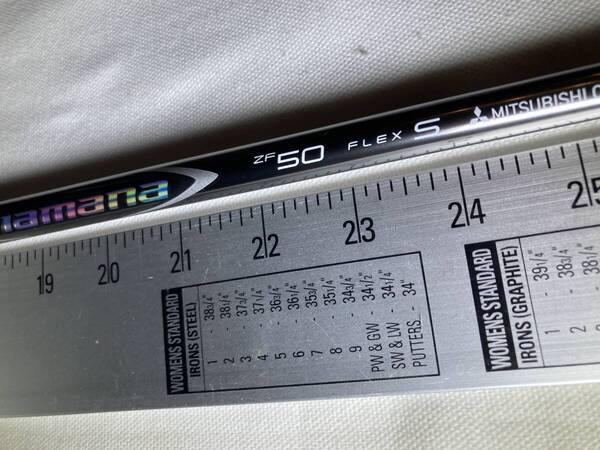 iamana
ZF 50 FLEX S MITSUBISHI C
19 20 21 22 23 24 25
WOMENS STANDARD
IRONS (STEEL)
1 - 38 3/4"
2 - 38 1/4"
3 - 37 3/4"
4 - 37 1/4"
5 - 36 3/4"
6 - 36 1/4"
7 - 35 3/4"
8 - 35 1/4"
9 - 34 3/4"
PW & GW - 34 1/2"
SW & LW - 34 1/4"
PUTTERS - 34"
WOMENS STANDARD
IRONS (GRAPHITE)
1 - 39 1/4"
2 - 38 3/4"
- 38 1/4"